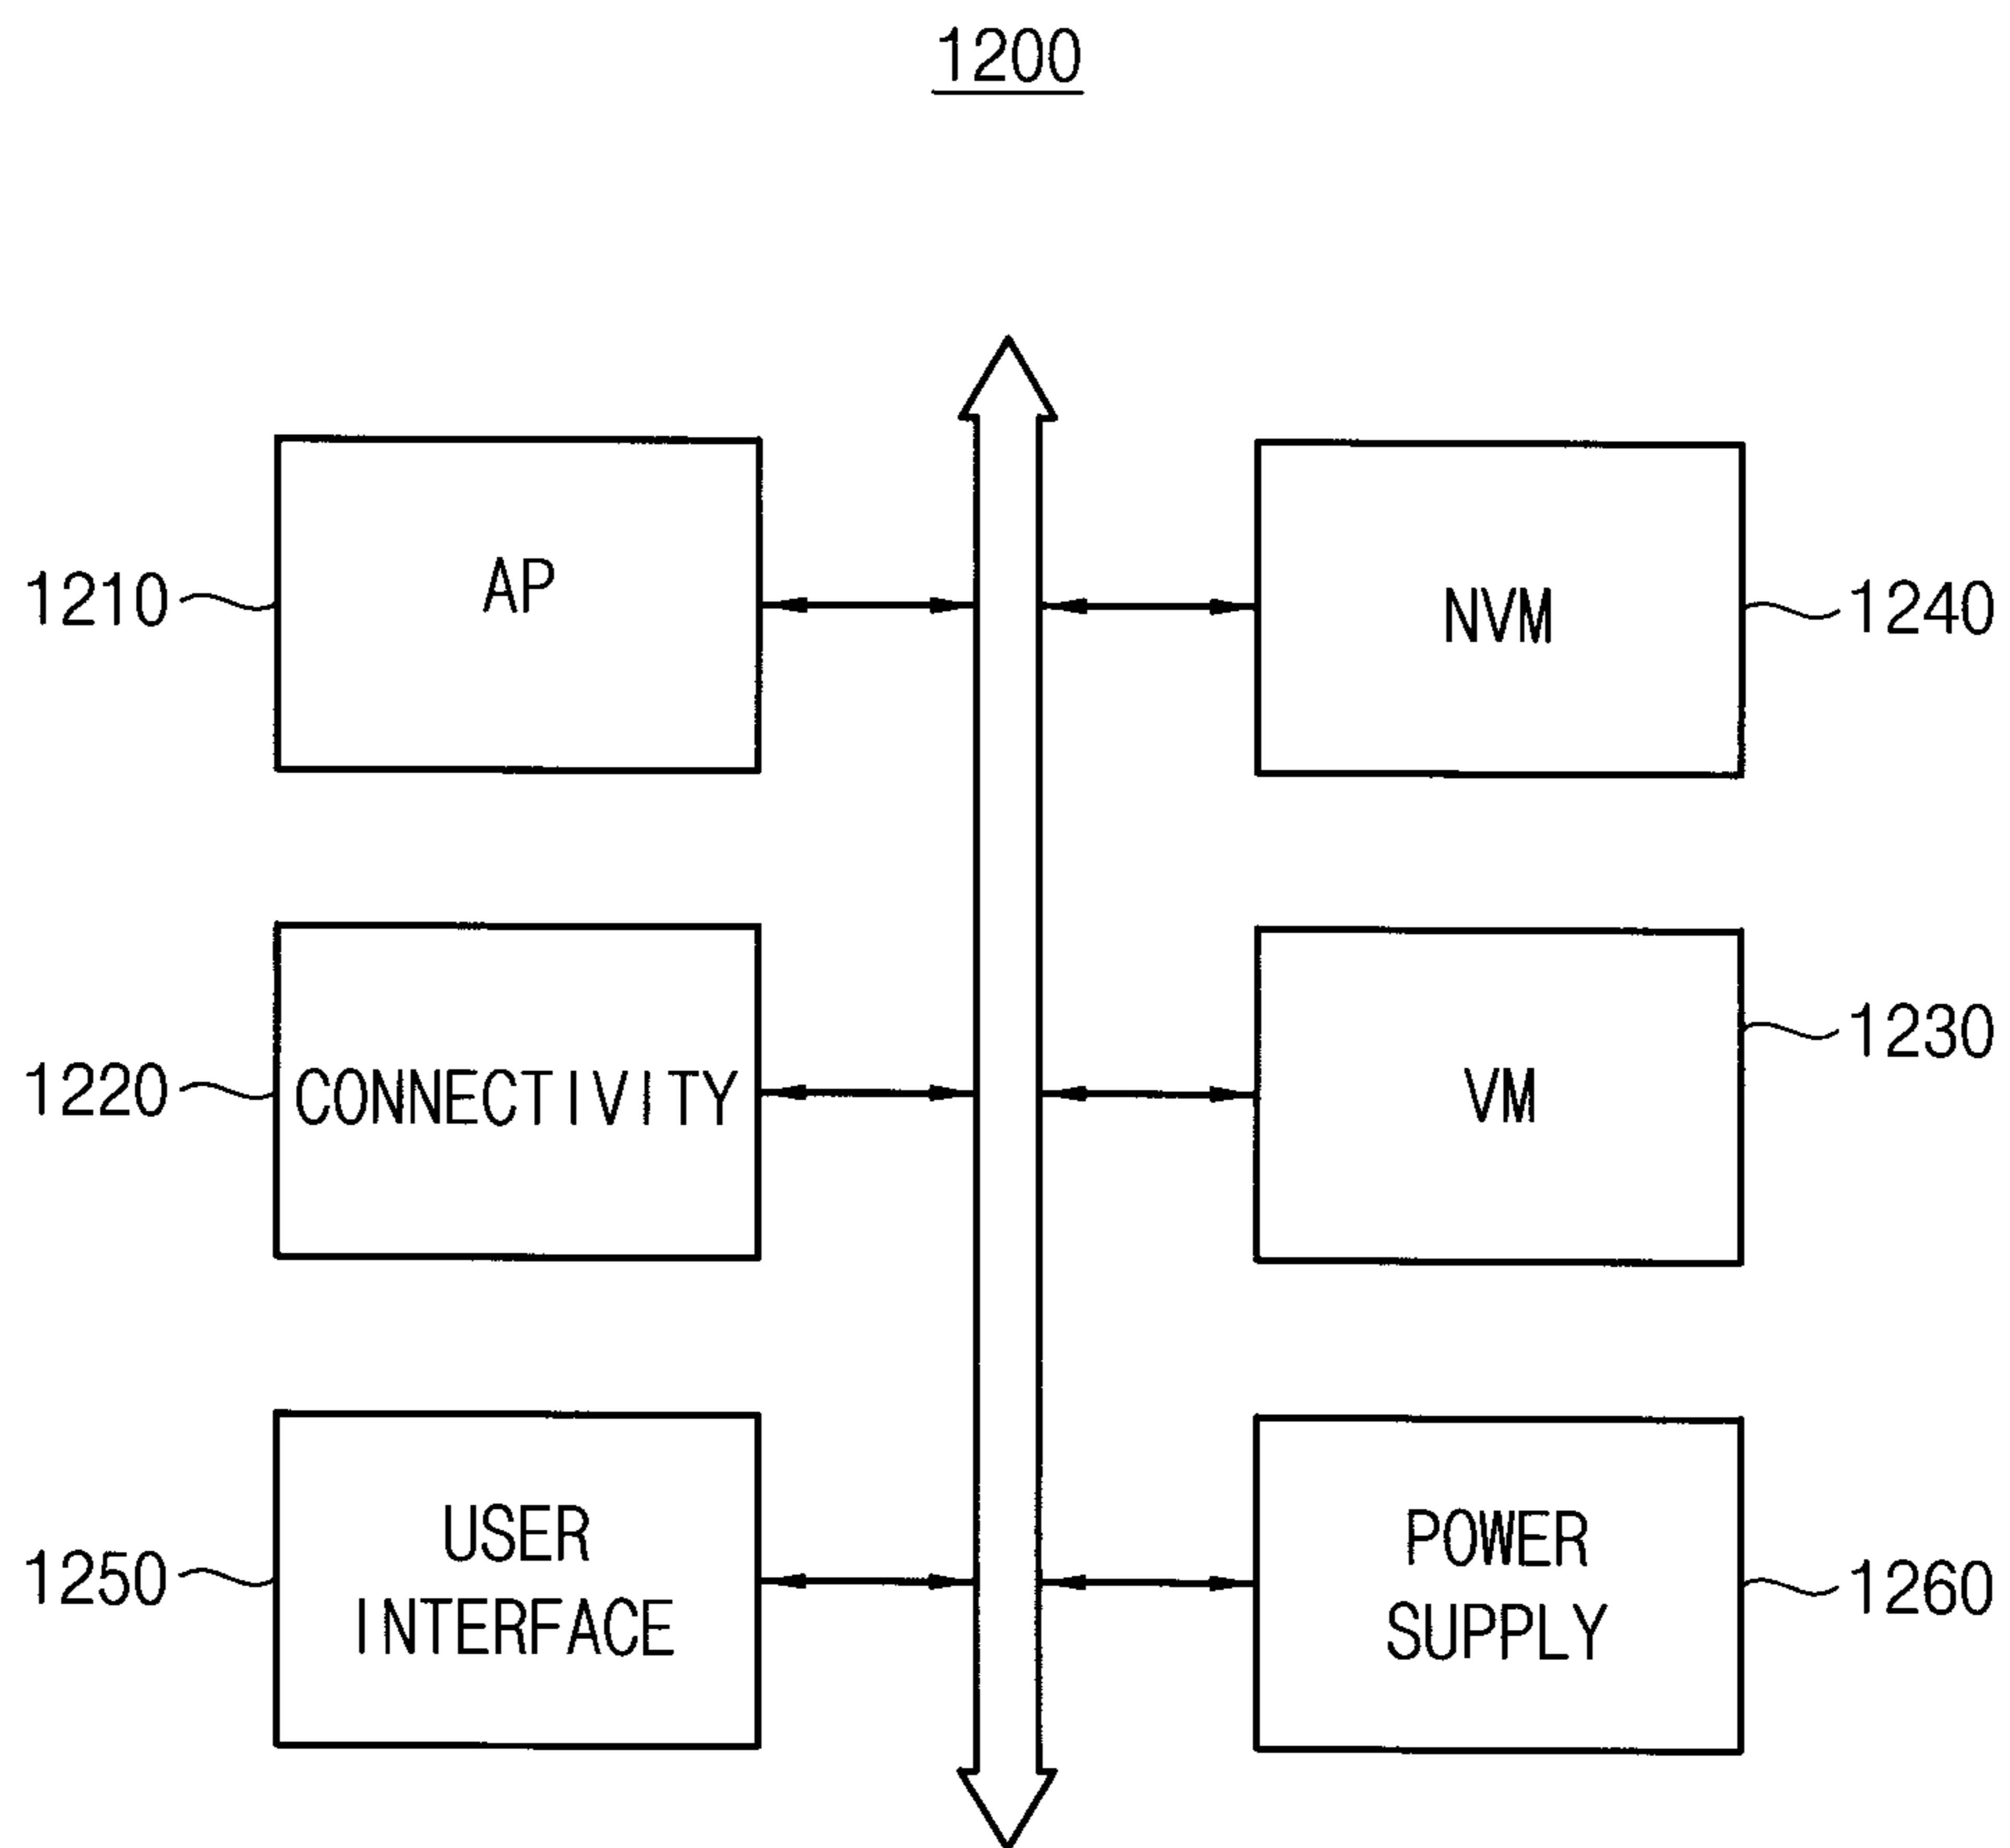 1200
AP
1210
NVM
1240
CONNECTIVITY
1220
VM
1230
USER
INTERFACE
1250
POWER
SUPPLY
1260